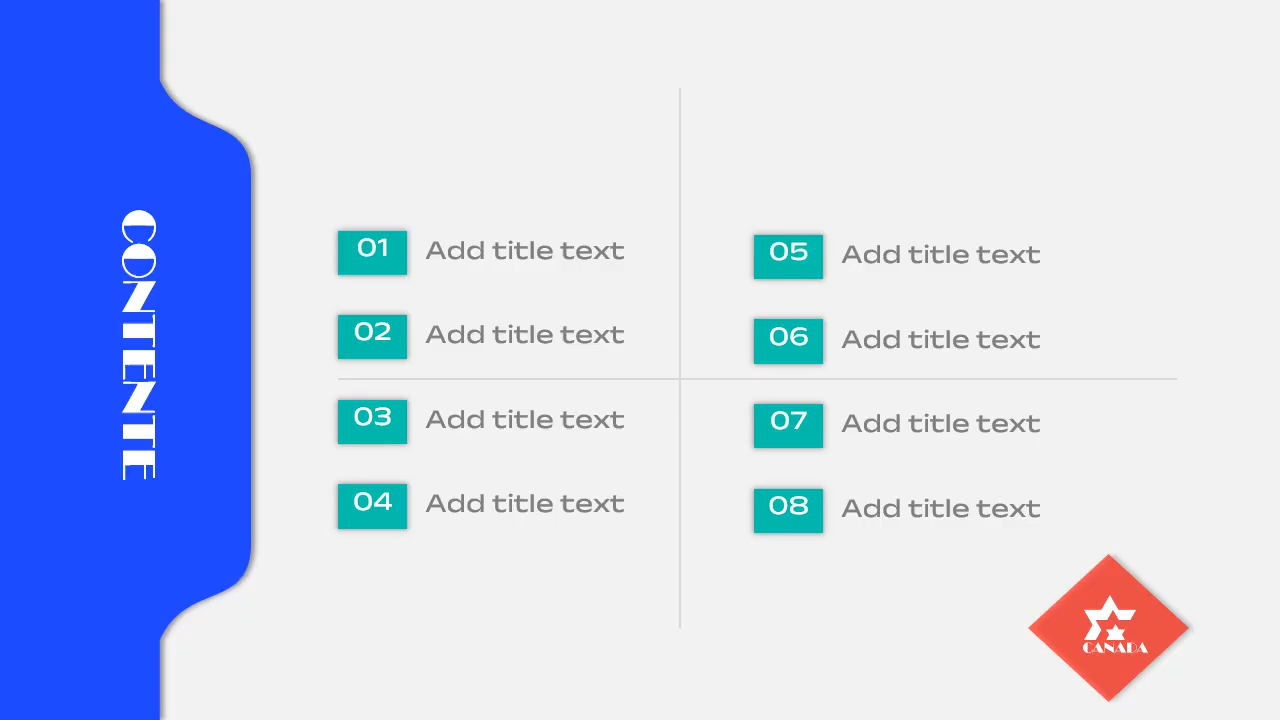 CONTENTE
01 Add title text
02 Add title text
03 Add title text
04 Add title text
05 Add title text
06 Add title text
07 Add title text
08 Add title text
CANADA